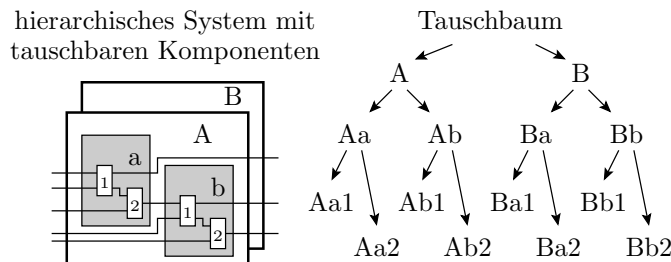 hierarchisches System mit
tauschbaren Komponenten
B
A
a
1
2
b
1
2
Tauschbaum
A B
Aa Ab Ba Bb
Aa1 Ab1 Ba1 Bb1
Aa2 Ab2 Ba2 Bb2